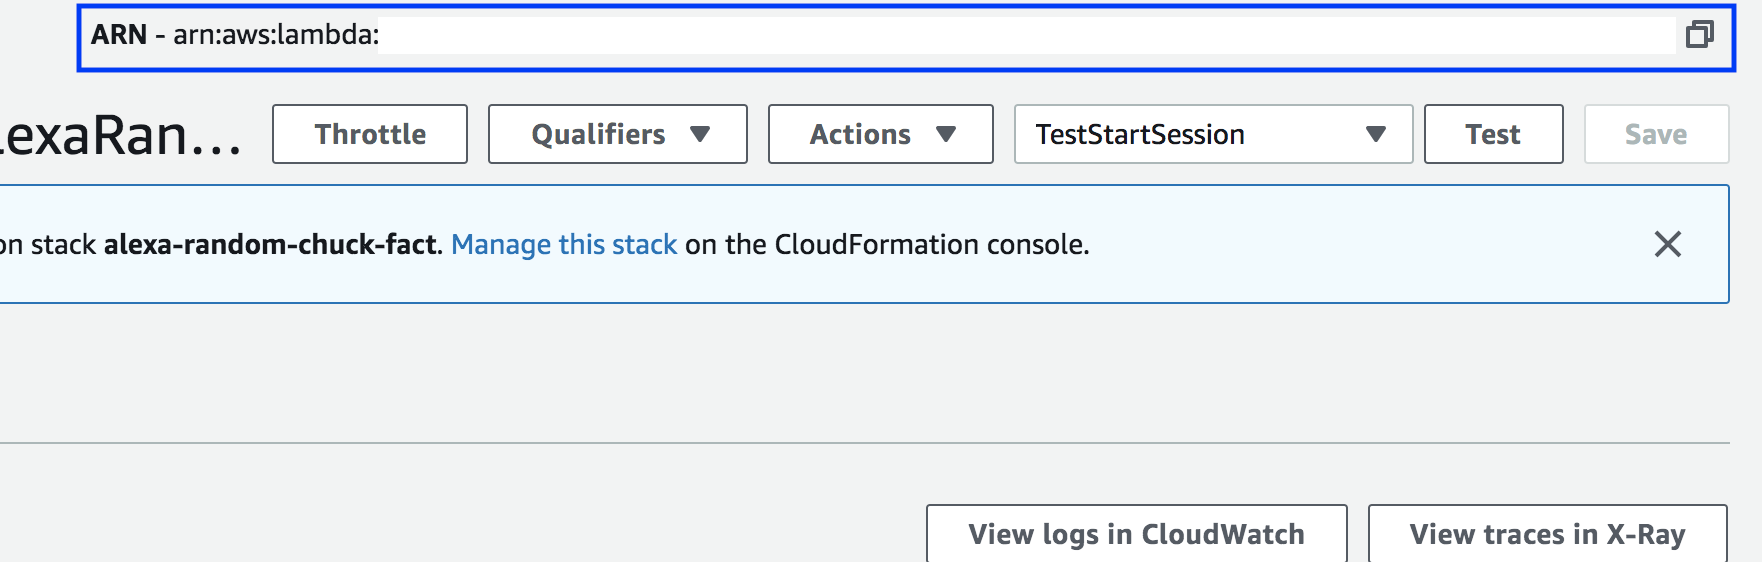 ARN - arn:aws:lambda:
lexaRan... Throttle Qualifiers Actions TestStartSession Test Save
on stack alexa-random-chuck-fact. Manage this stack on the CloudFormation console.
View logs in CloudWatch View traces in X-Ray